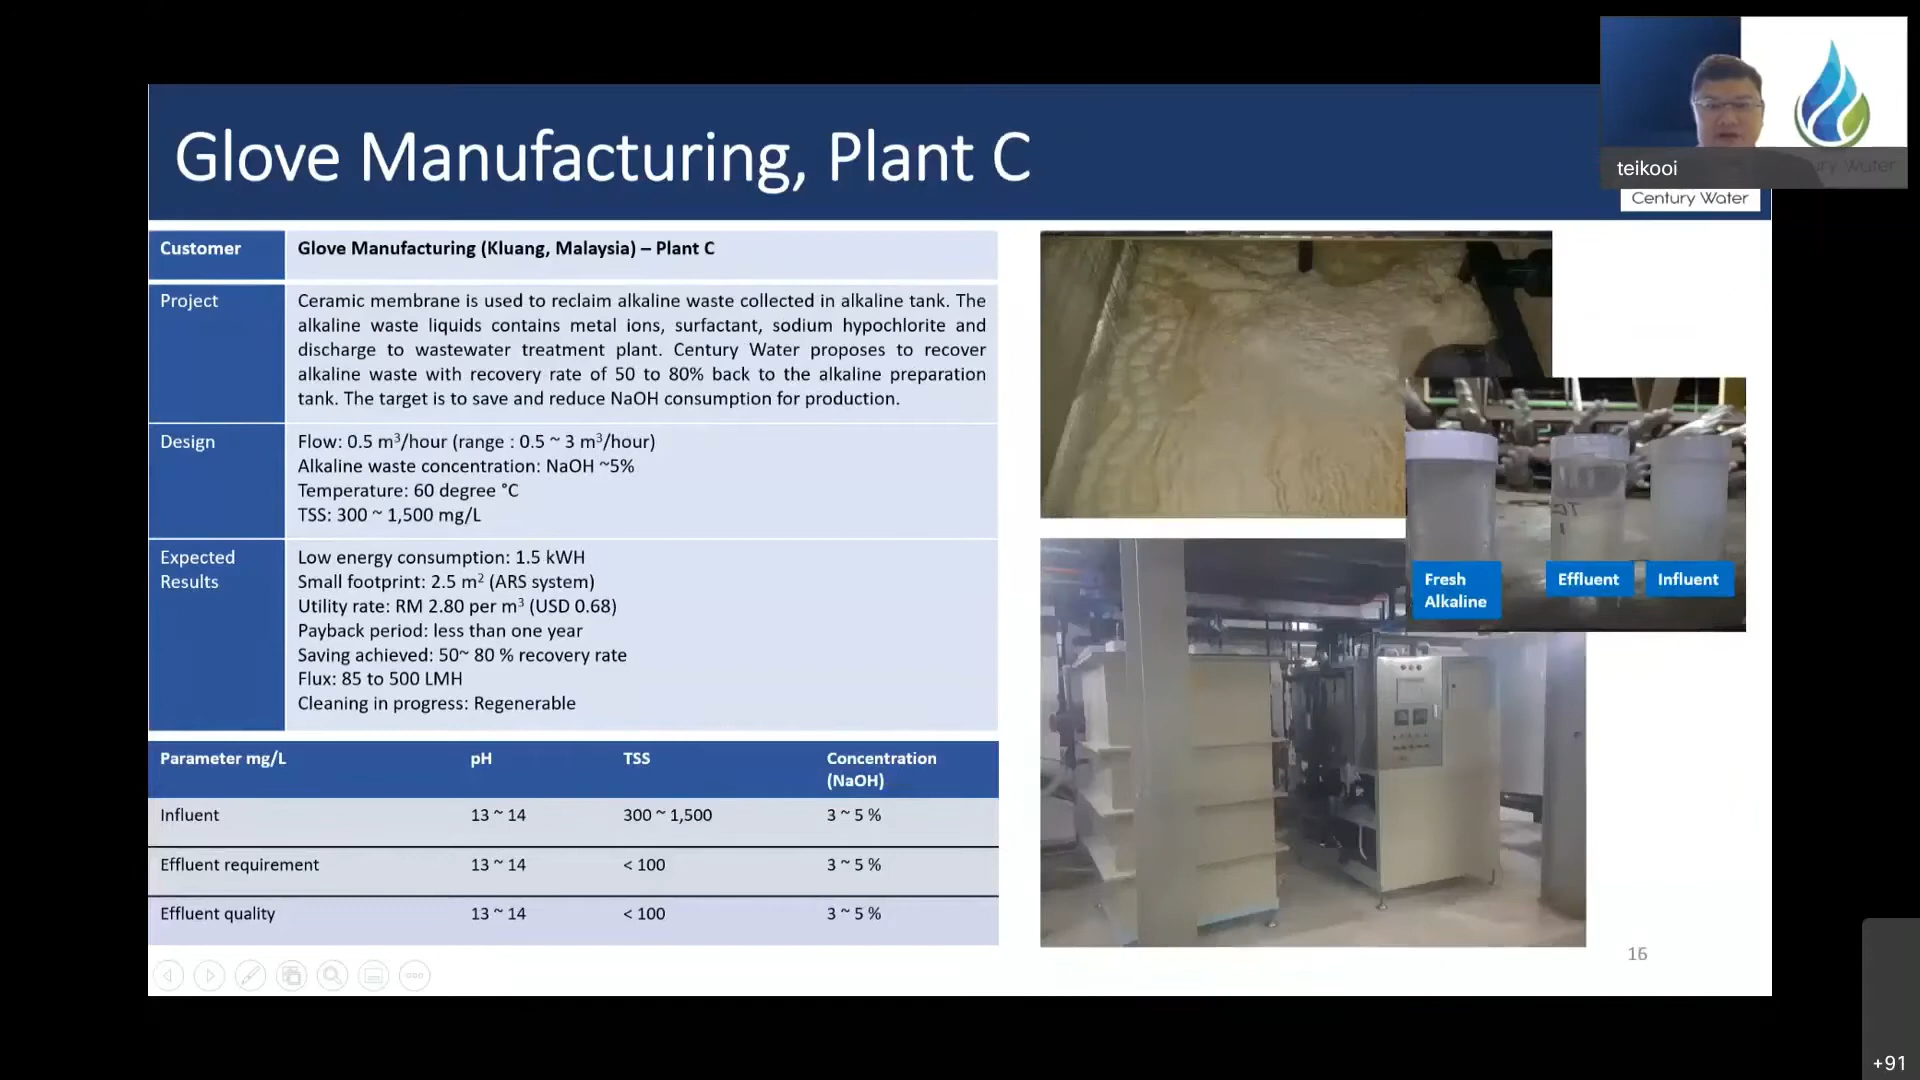 Glove Manufacturing, Plant C
teikooi
Century Water
Customer
Glove Manufacturing (Kluang, Malaysia) – Plant C
Project
Ceramic membrane is used to reclaim alkaline waste collected in alkaline tank. The
alkaline waste liquids contains metal ions, surfactant, sodium hypochlorite and
discharge to wastewater treatment plant. Century Water proposes to recover
alkaline waste with recovery rate of 50 to 80% back to the alkaline preparation
tank. The target is to save and reduce NaOH consumption for production.
Design
Flow: 0.5 m³/hour (range : 0.5 ~ 3 m³/hour)
Alkaline waste concentration: NaOH ~5%
Temperature: 60 degree °C
TSS: 300 ~ 1,500 mg/L
Expected
Results
Low energy consumption: 1.5 kWH
Small footprint: 2.5 m² (ARS system)
Utility rate: RM 2.80 per m³ (USD 0.68)
Payback period: less than one year
Saving achieved: 50~ 80 % recovery rate
Flux: 85 to 500 LMH
Cleaning in progress: Regenerable
Parameter mg/L pH TSS Concentration
(NaOH)
Influent 13 ~ 14 300 ~ 1,500 3 ~ 5 %
Effluent requirement 13 ~ 14 < 100 3 ~ 5 %
Effluent quality 13 ~ 14 < 100 3 ~ 5 %
Fresh
Alkaline
Effluent
Influent
+91